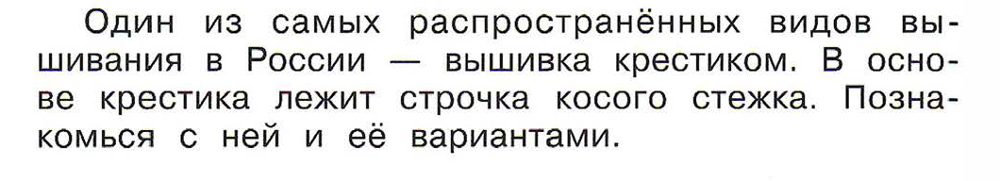 Один из самых распространённых видов вы-
шивания в России — вышивка крестиком. В осно-
ве крестика лежит строчка косого стежка. Позна-
комься с ней и её вариантами.